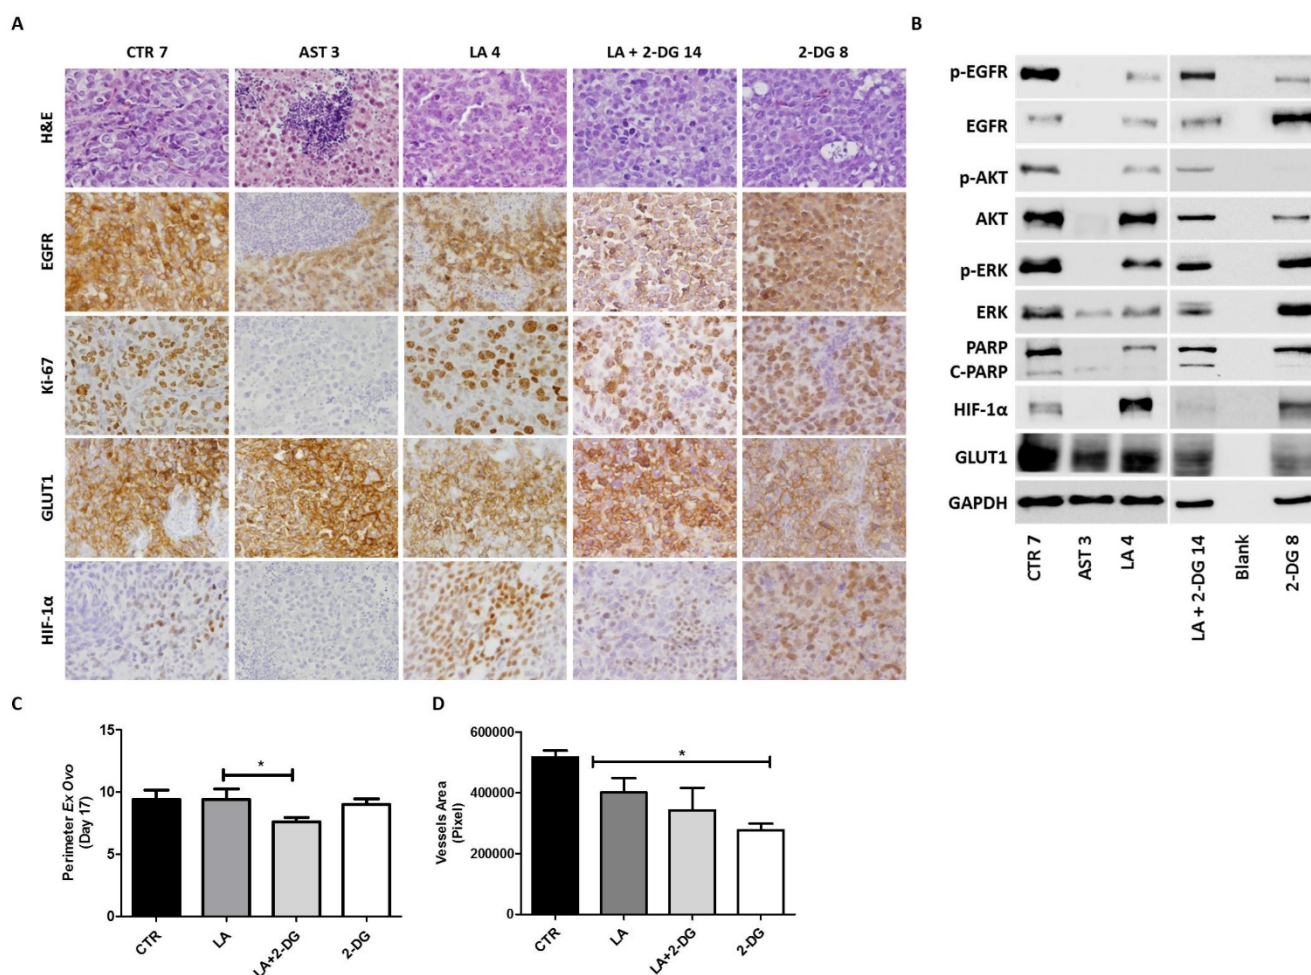 A
CTR 7 AST 3 LA 4 LA + 2-DG 14 2-DG 8
H&E
EGFR
Ki-67
GLUT1
HIF-1α
B
p-EGFR
EGFR
p-AKT
AKT
p-ERK
ERK
PARP
C-PARP
HIF-1α
GLUT1
GAPDH
CTR 7 AST 3 LA 4 LA + 2-DG 14 Blank 2-DG 8
C
Perimeter Ex Ovo
(Day 17)
15
10
5
0
*
CTR LA LA+2-DG 2-DG
D
Vessels Area
(Pixel)
600000
400000
200000
0
*
CTR LA LA+2-DG 2-DG